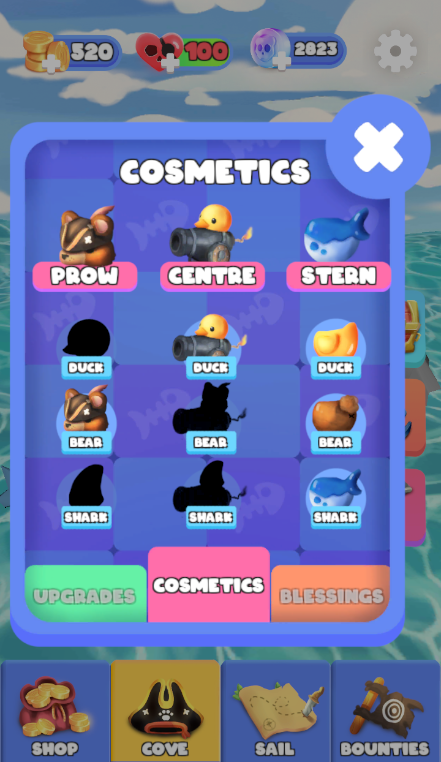 520 100 2823
COSMETICS
PROW CENTRE STERN
DUCK DUCK DUCK
BEAR BEAR BEAR
SHARK SHARK SHARK
UPGRADES COSMETICS BLESSINGS
SHOP COVE SAIL BOUNTIES